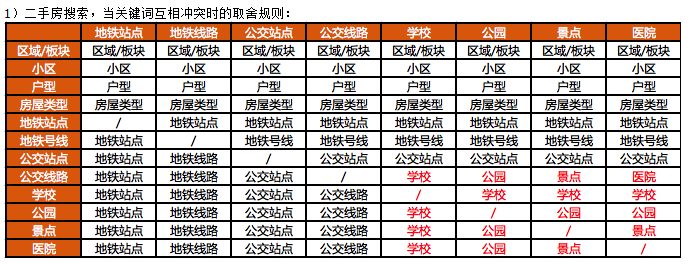 1）二手房搜索，当关键词互相冲突时的取舍规则：
地铁站点 地铁线路 公交站点 公交线路 学校 公园 景点 医院
区域/板块 区域/板块 区域/板块 区域/板块 区域/板块 区域/板块 区域/板块 区域/板块 区域/板块
小区 小区 小区 小区 小区 小区 小区 小区 小区
户型 户型 户型 户型 户型 户型 户型 户型 户型
房屋类型 房屋类型 房屋类型 房屋类型 房屋类型 房屋类型 房屋类型 房屋类型 房屋类型
地铁站点 / 地铁站点 地铁站点 地铁站点 地铁站点 地铁站点 地铁站点 地铁站点
地铁号线 地铁站点 / 地铁号线 地铁号线 地铁号线 地铁号线 地铁号线 地铁号线
公交站点 地铁站点 地铁线路 / 公交站点 公交站点 公交站点 公交站点 公交站点
公交线路 地铁站点 地铁线路 公交站点 / 学校 公园 景点 医院
学校 地铁站点 地铁线路 公交站点 公交线路 / 学校 学校 学校
公园 地铁站点 地铁线路 公交站点 公交线路 学校 / 公园 公园
景点 地铁站点 地铁线路 公交站点 公交线路 学校 公园 / 景点
医院 地铁站点 地铁线路 公交站点 公交线路 学校 公园 景点 /